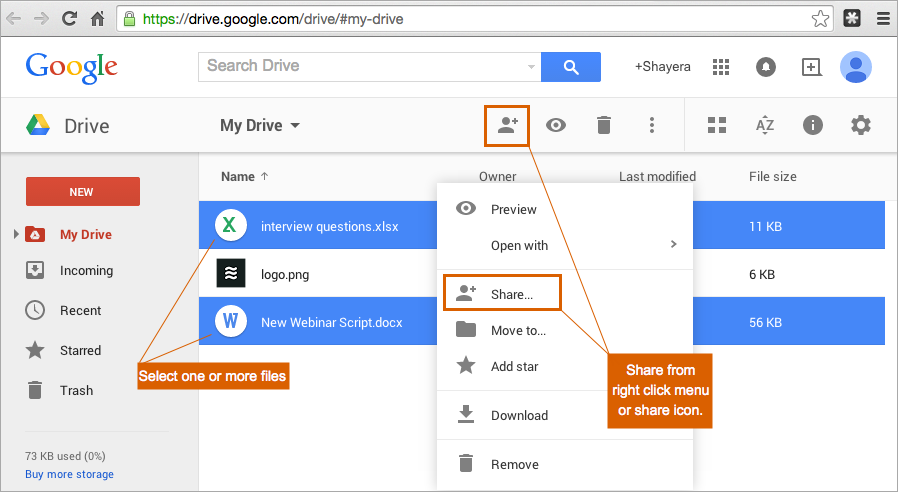 https://drive.google.com/drive/#my-drive
Google
Search Drive
+Shayera
Drive
My Drive
AZ
Name ↑
Owner
Last modified
File size
NEW
My Drive
Incoming
Recent
Starred
Trash
73 KB used (0%)
Buy more storage
X
interview questions.xlsx
11 KB
logo.png
6 KB
W
New Webinar Script.docx
56 KB
Preview
Open with
Share...
Move to...
Add star
Download
Remove
Select one or more files
Share from
right click menu
or share icon.